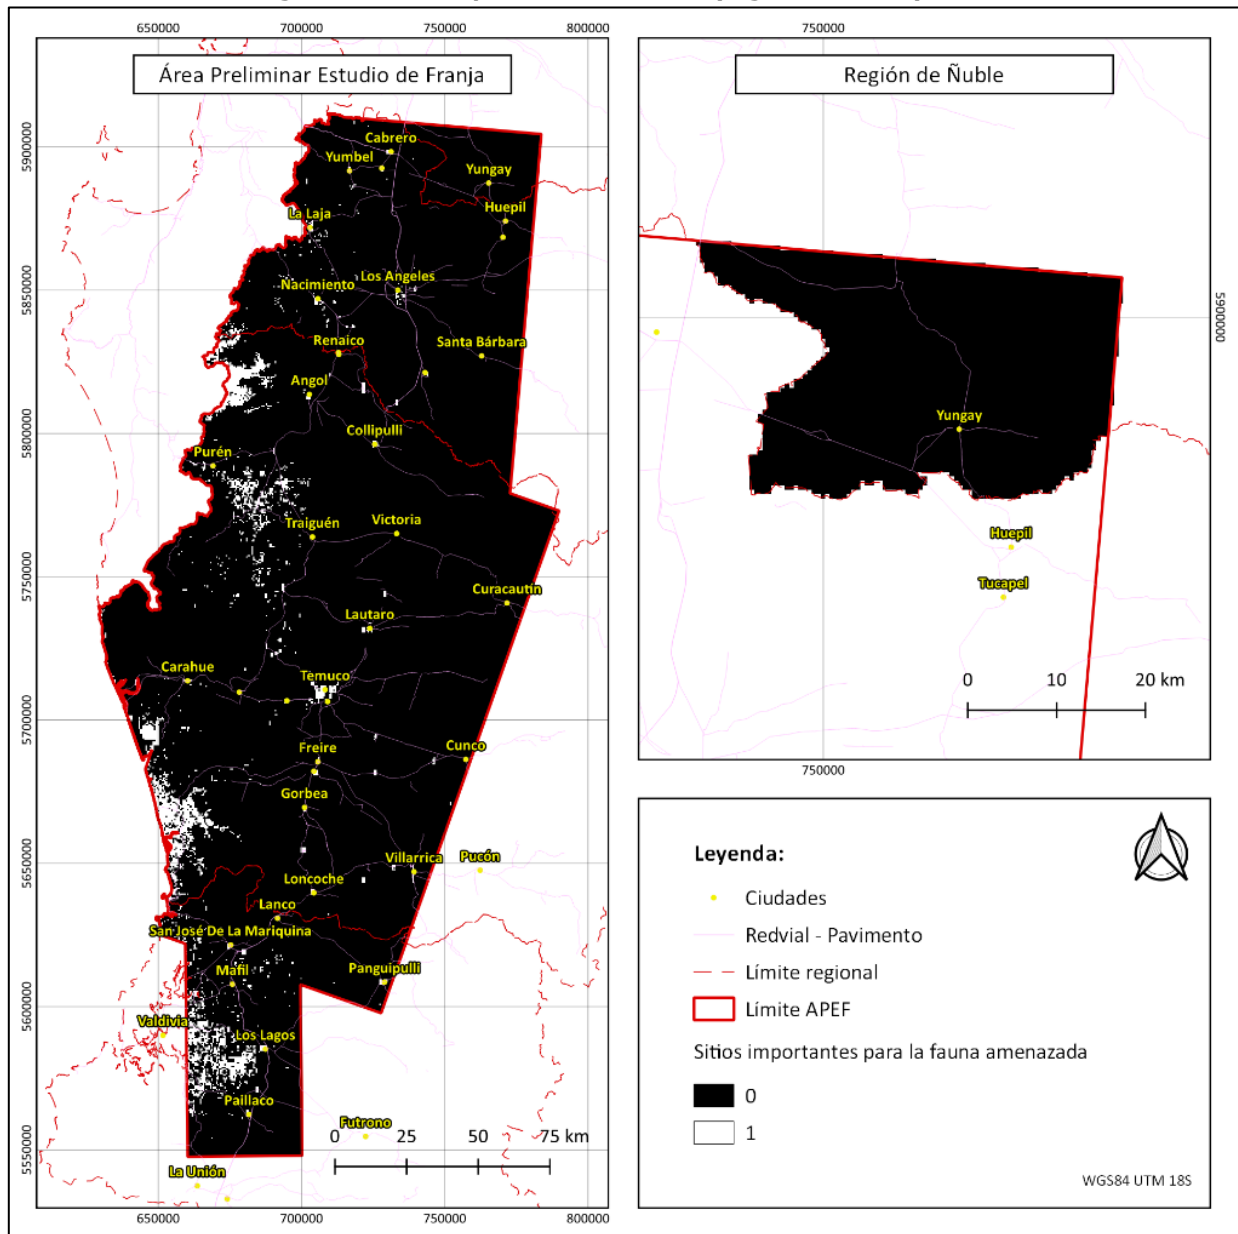 650000 700000 750000 800000
Área Preliminar Estudio de Franja
5900000
5850000
5800000
5750000
5700000
5650000
5600000
5550000
Cabrero
Yumbel
Yungay
Huepil
La Laja
Los Angeles
Nacimiento
Renaico
Santa Bárbara
Angol
Collipulli
Purén
Traiguén
Victoria
Curacautín
Lautaro
Carahue
Temuco
Freire
Cunco
Gorbea
Villarrica
Pucón
Loncoche
Lanco
San José De La Mariquina
Mafil
Panguipulli
Valdivia
Los Lagos
Paillaco
Futrono
0 25 50 75 km
La Unión
650000 700000 750000 800000
750000
Región de Ñuble
5900000
Yungay
Huepil
Tucapel
0 10 20 km
750000
Leyenda:
Ciudades
Redvial - Pavimento
Límite regional
Límite APEF
Sitios importantes para la fauna amenazada
0
1
WGS84 UTM 18S